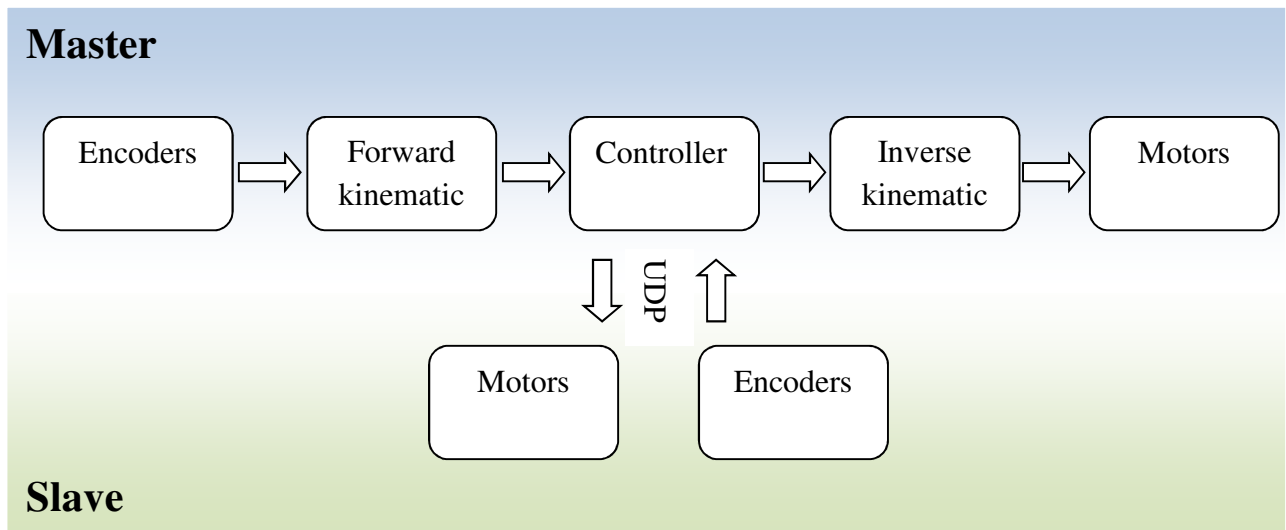 Master
Encoders
Forward
kinematic
Controller
Inverse
kinematic
Motors
UDP
Motors
Encoders
Slave